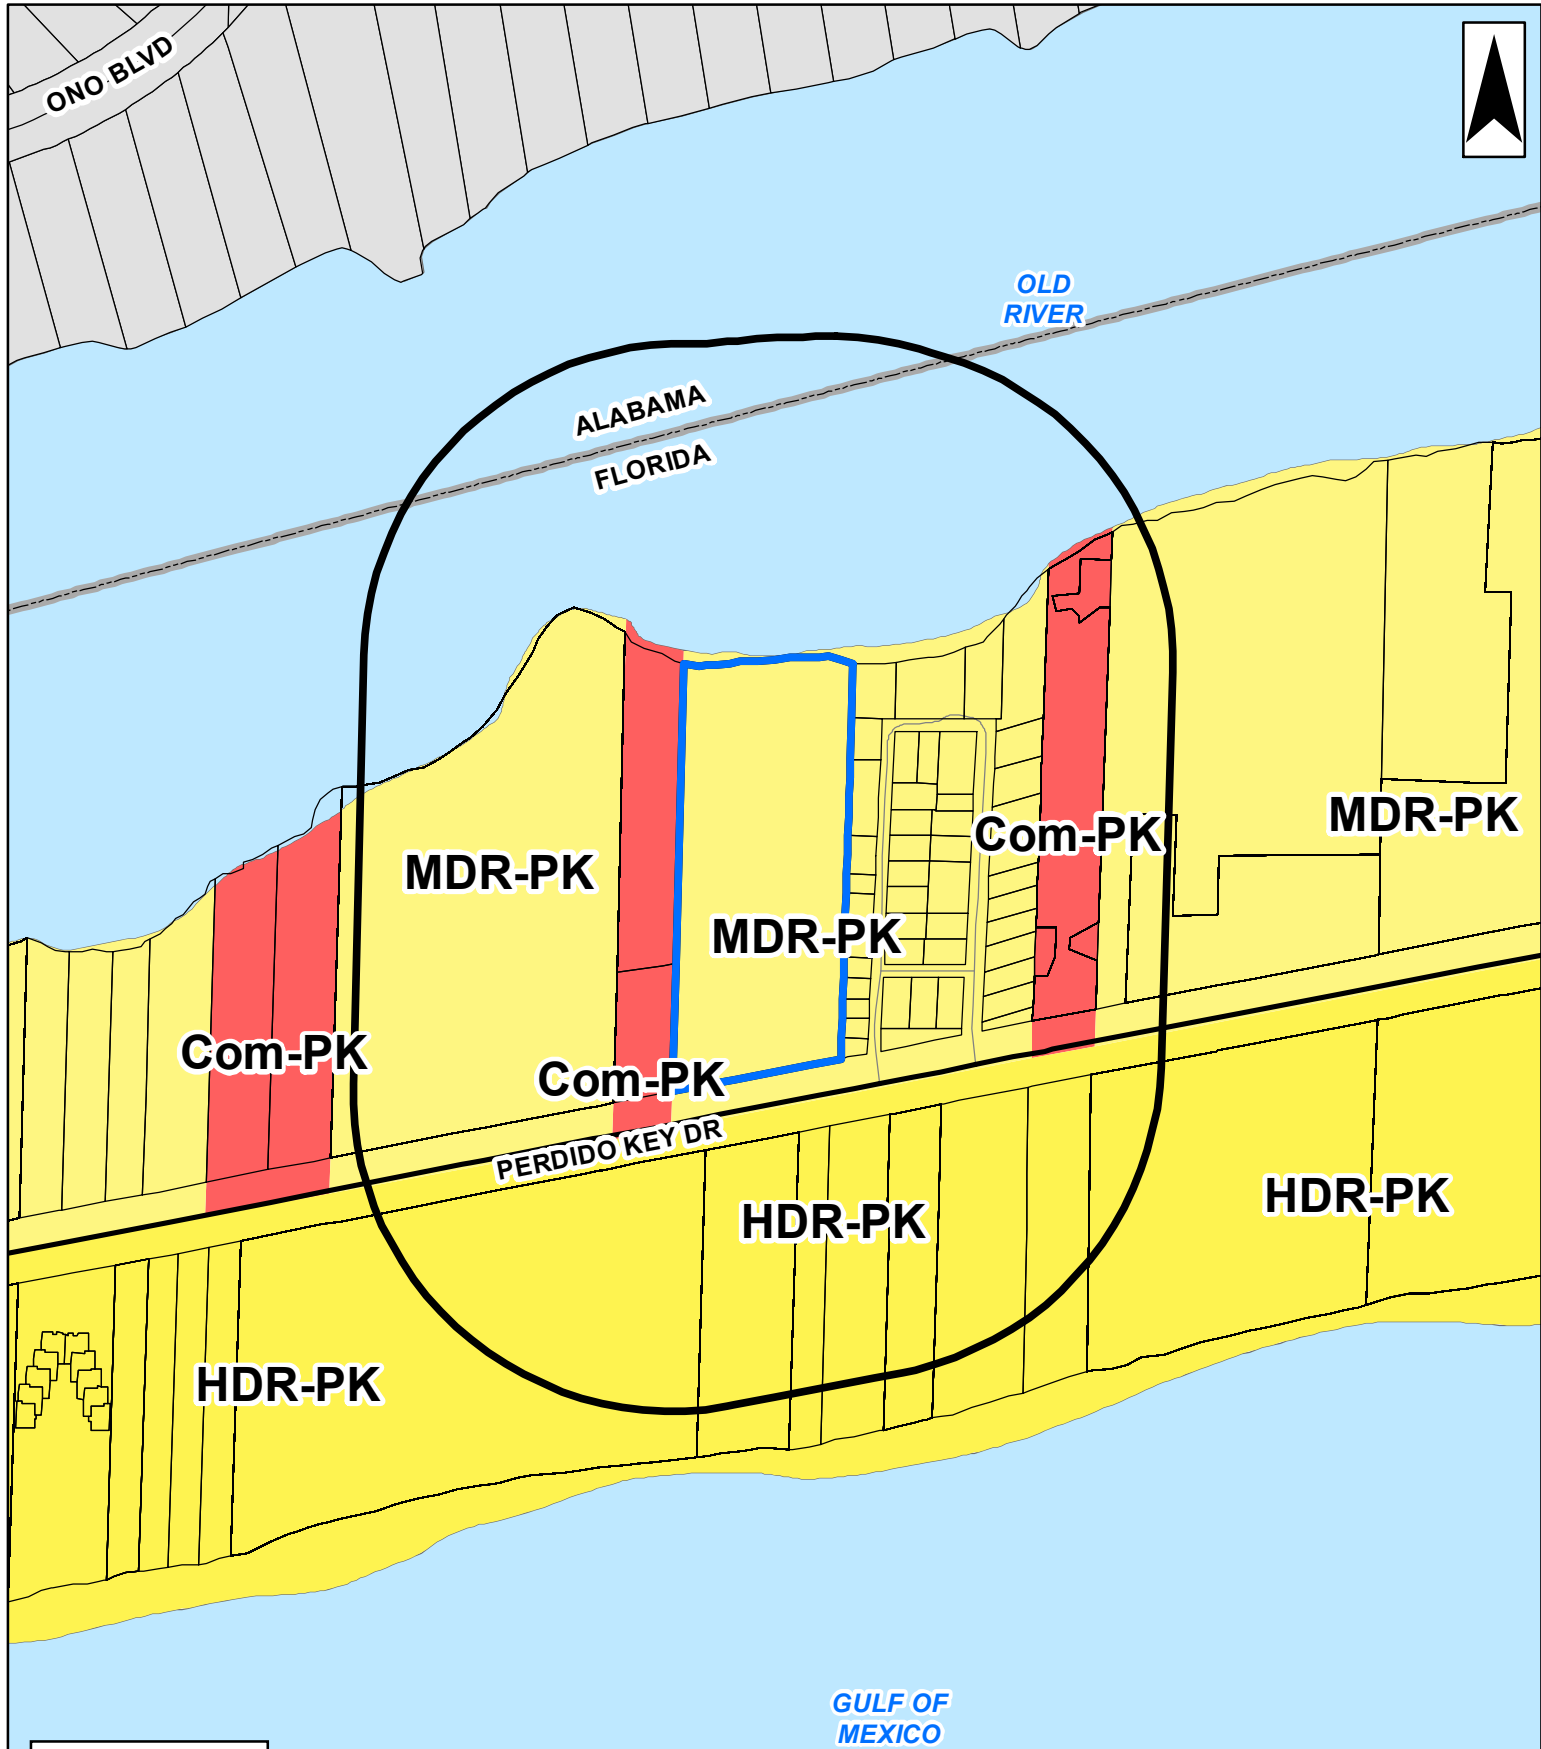 ONO BLVD
OLD
RIVER
ALABAMA
FLORIDA
MDR-PK
Com-PK
MDR-PK
MDR-PK
Com-PK
Com-PK
PERDIDO KEY DR
HDR-PK
HDR-PK
HDR-PK
GULF OF
MEXICO